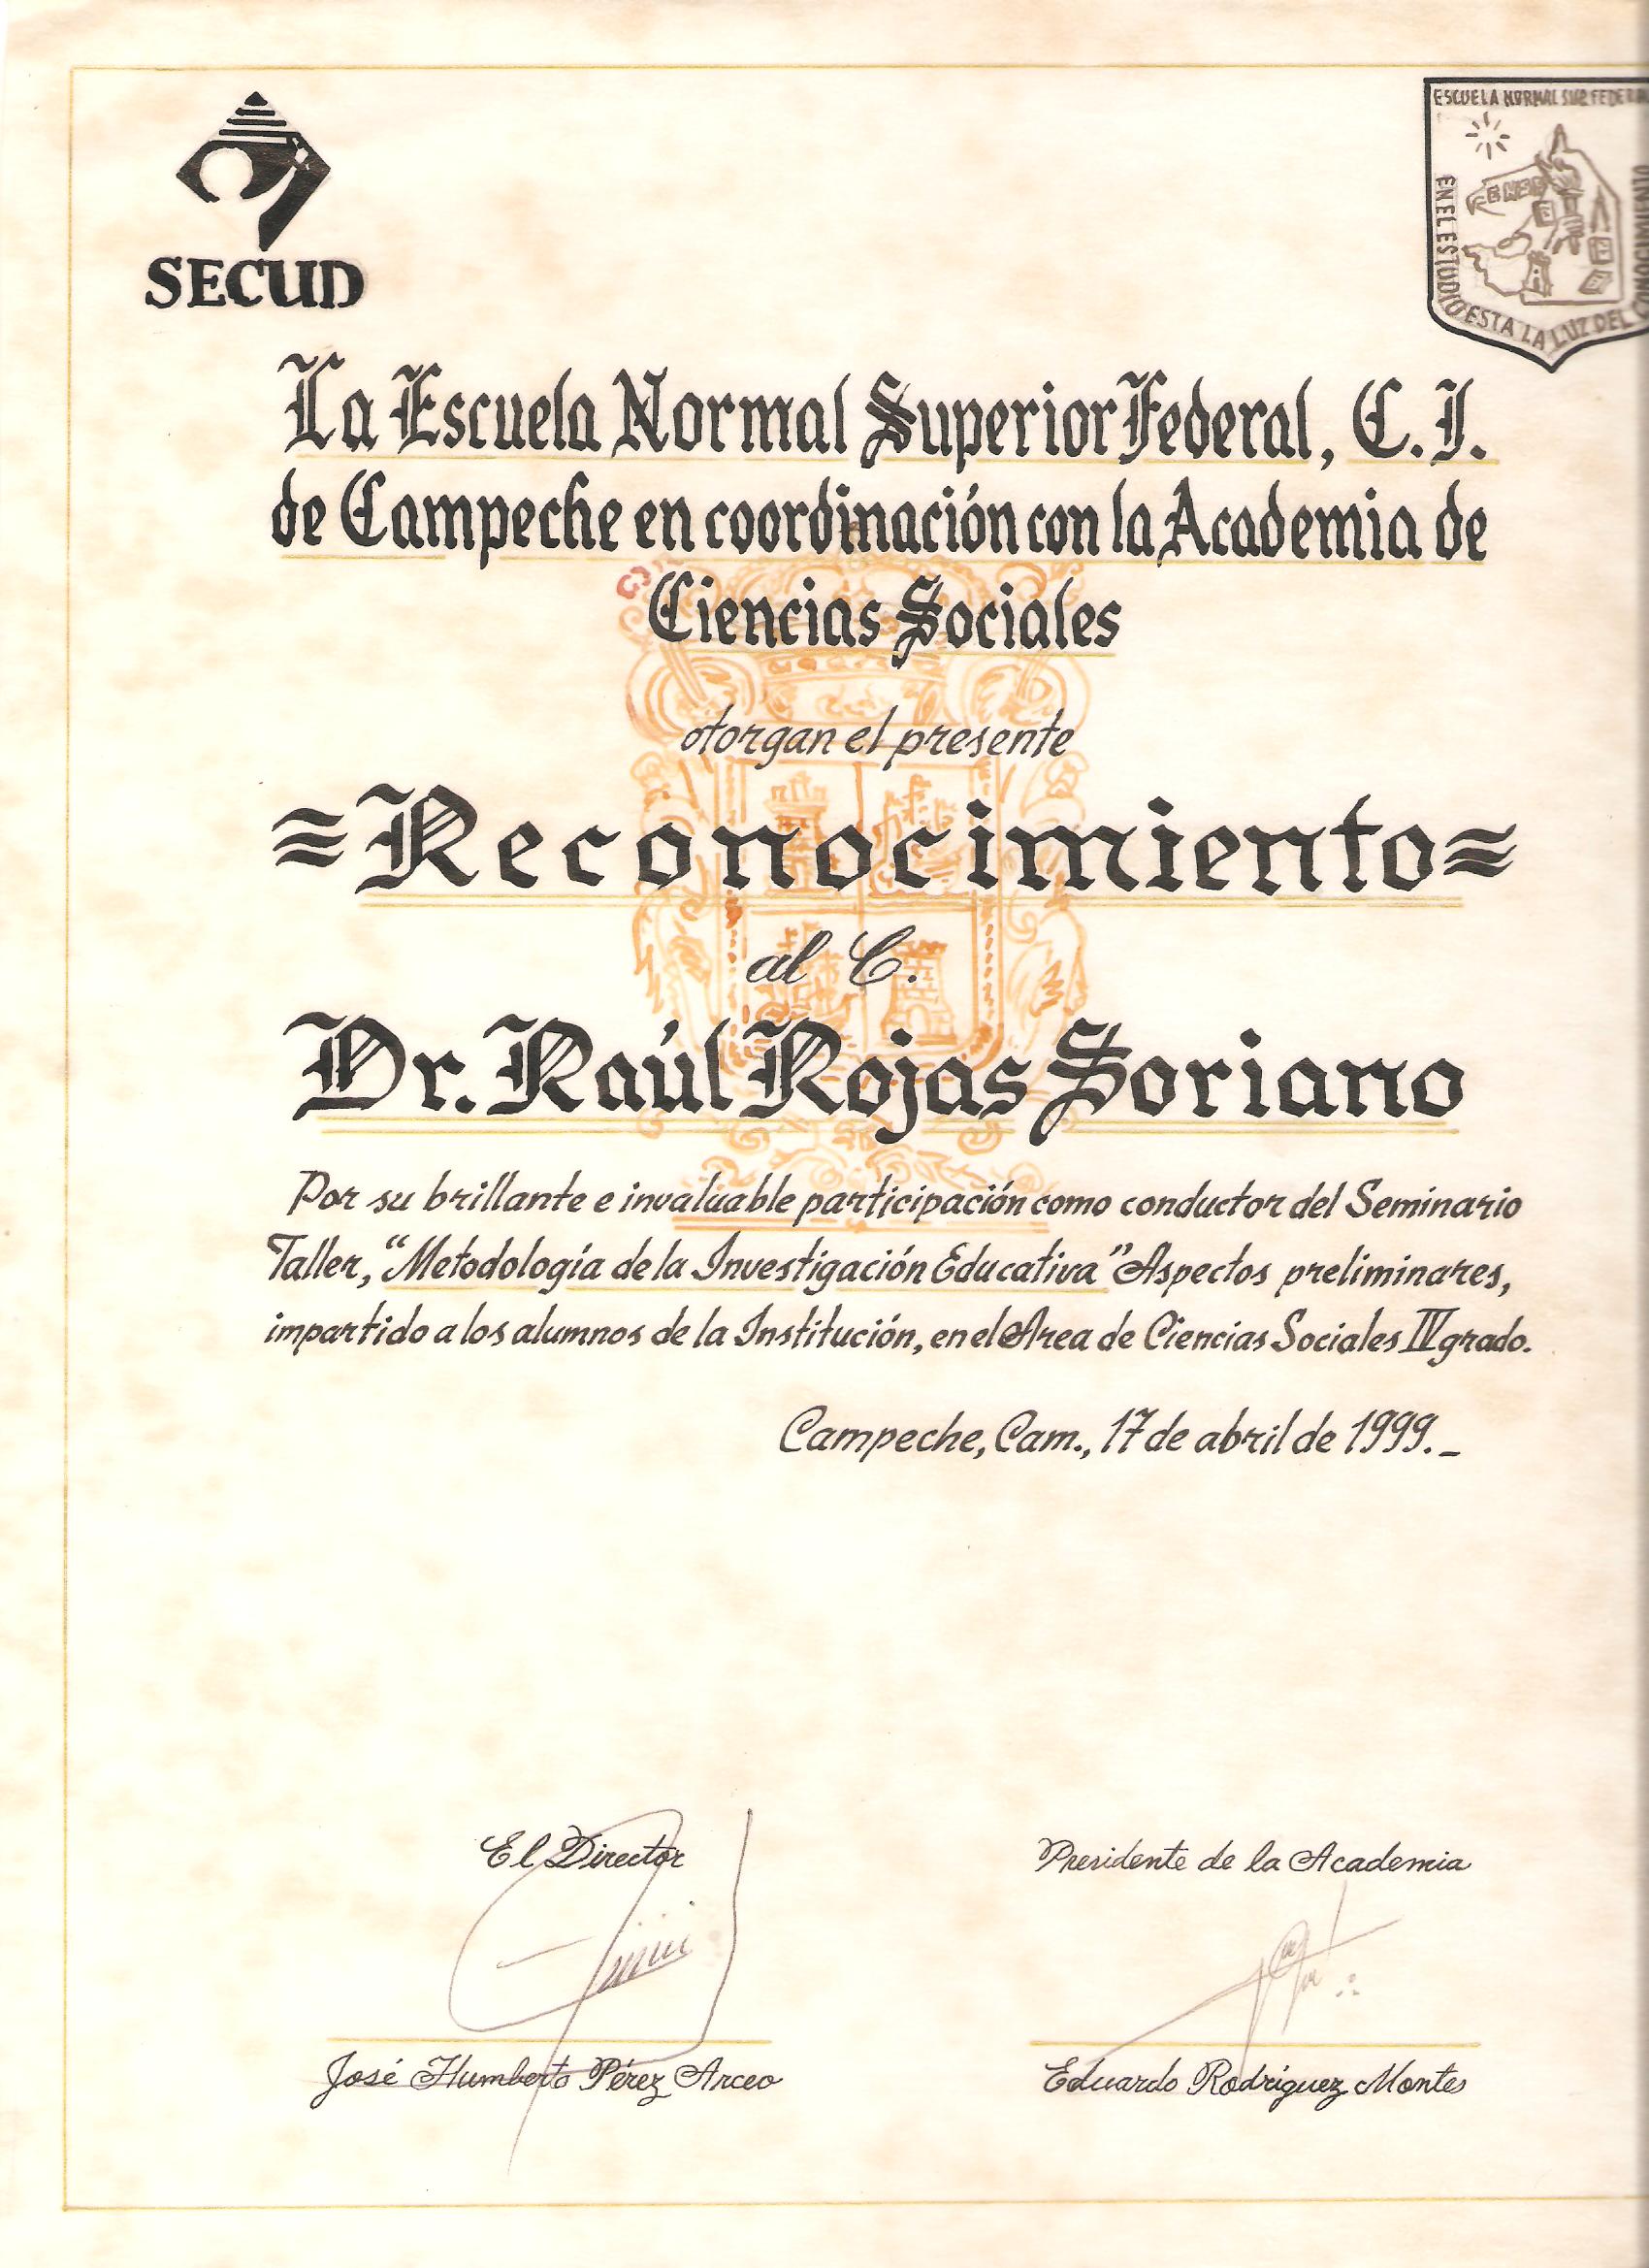 SECUD
ESCUELA NORMAL SUP. FEDERAL
EN EL ESTUDIO ESTA LA LUZ DEL CONOCIMIENTO
ENSF
La Escuela Normal Superior Federal, C. I.
de Campeche en coordinación con la Academia de
Ciencias Sociales
otorgan el presente
≈Reconocimiento≈
al C.
Dr. Raúl Rojas Soriano
Por su brillante e invaluable participación como conductor del Seminario
Taller, “Metodología de la Investigación Educativa” Aspectos preliminares,
impartido a los alumnos de la Institución, en el Area de Ciencias Sociales IV grado.
Campeche, Cam., 17 de abril de 1999._
El Director
Presidente de la Academia
José Humberto Pérez Arceo
Eduardo Rodríguez Montes